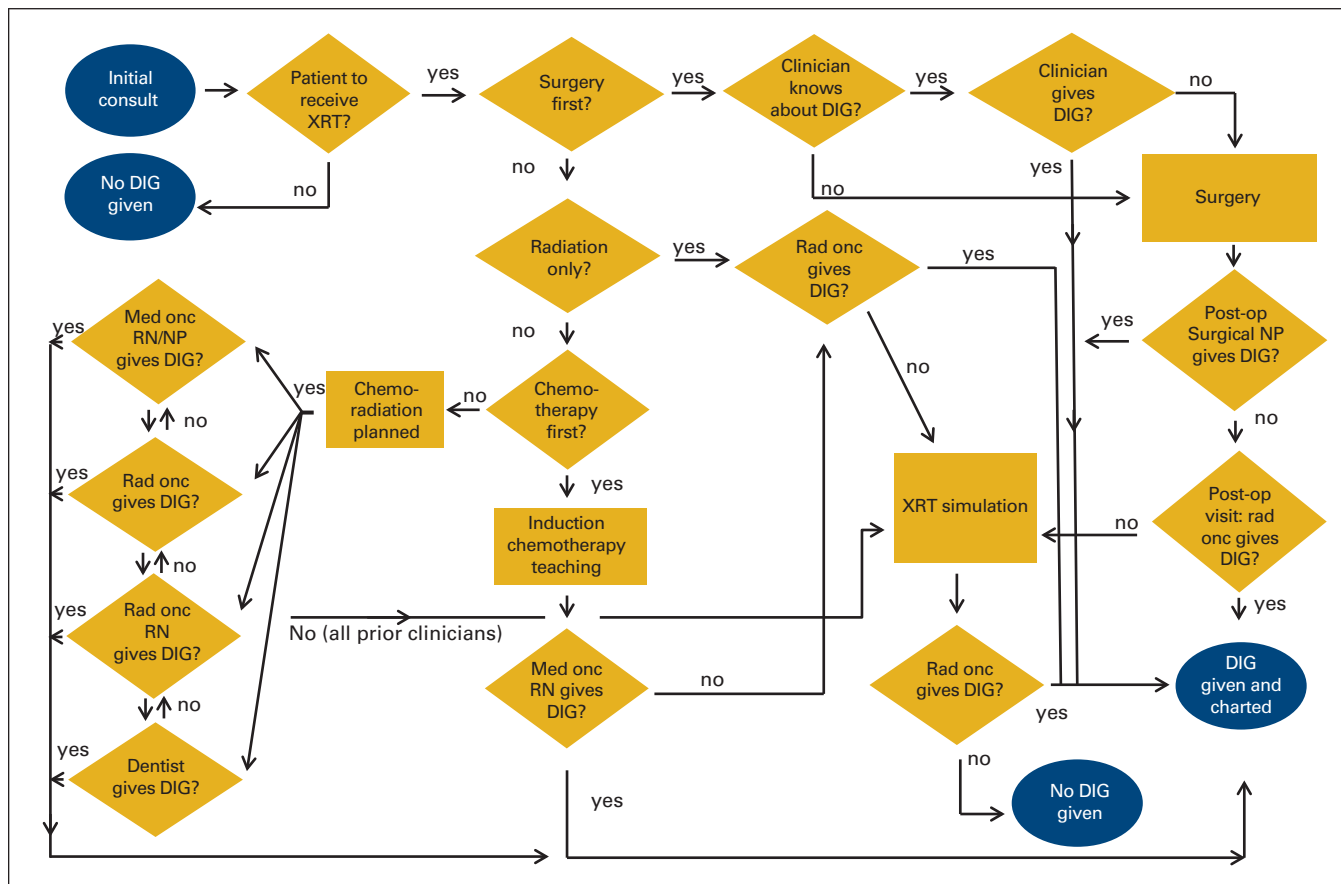 Initial
consult
Patient to
receive
XRT?
yes
Surgery
first?
yes
Clinician
knows
about DIG?
yes
Clinician
gives
DIG?
no
No DIG
given
no
no
no
yes
Surgery
Radiation
only?
yes
Rad onc
gives
DIG?
yes
Med onc
RN/NP
gives DIG?
yes
no
no
yes
Post-op
Surgical NP
gives DIG?
no
yes
Chemo-
radiation
planned
no
Chemo-
therapy
first?
no
yes
Rad onc
gives DIG?
yes
Induction
chemotherapy
teaching
XRT simulation
no
Post-op
visit: rad
onc gives
DIG?
no
yes
yes
Rad onc
RN
gives DIG?
No (all prior clinicians)
Med onc
RN gives
DIG?
no
Rad onc
gives DIG?
yes
DIG
given and
charted
no
yes
Dentist
gives DIG?
no
No DIG
given
yes